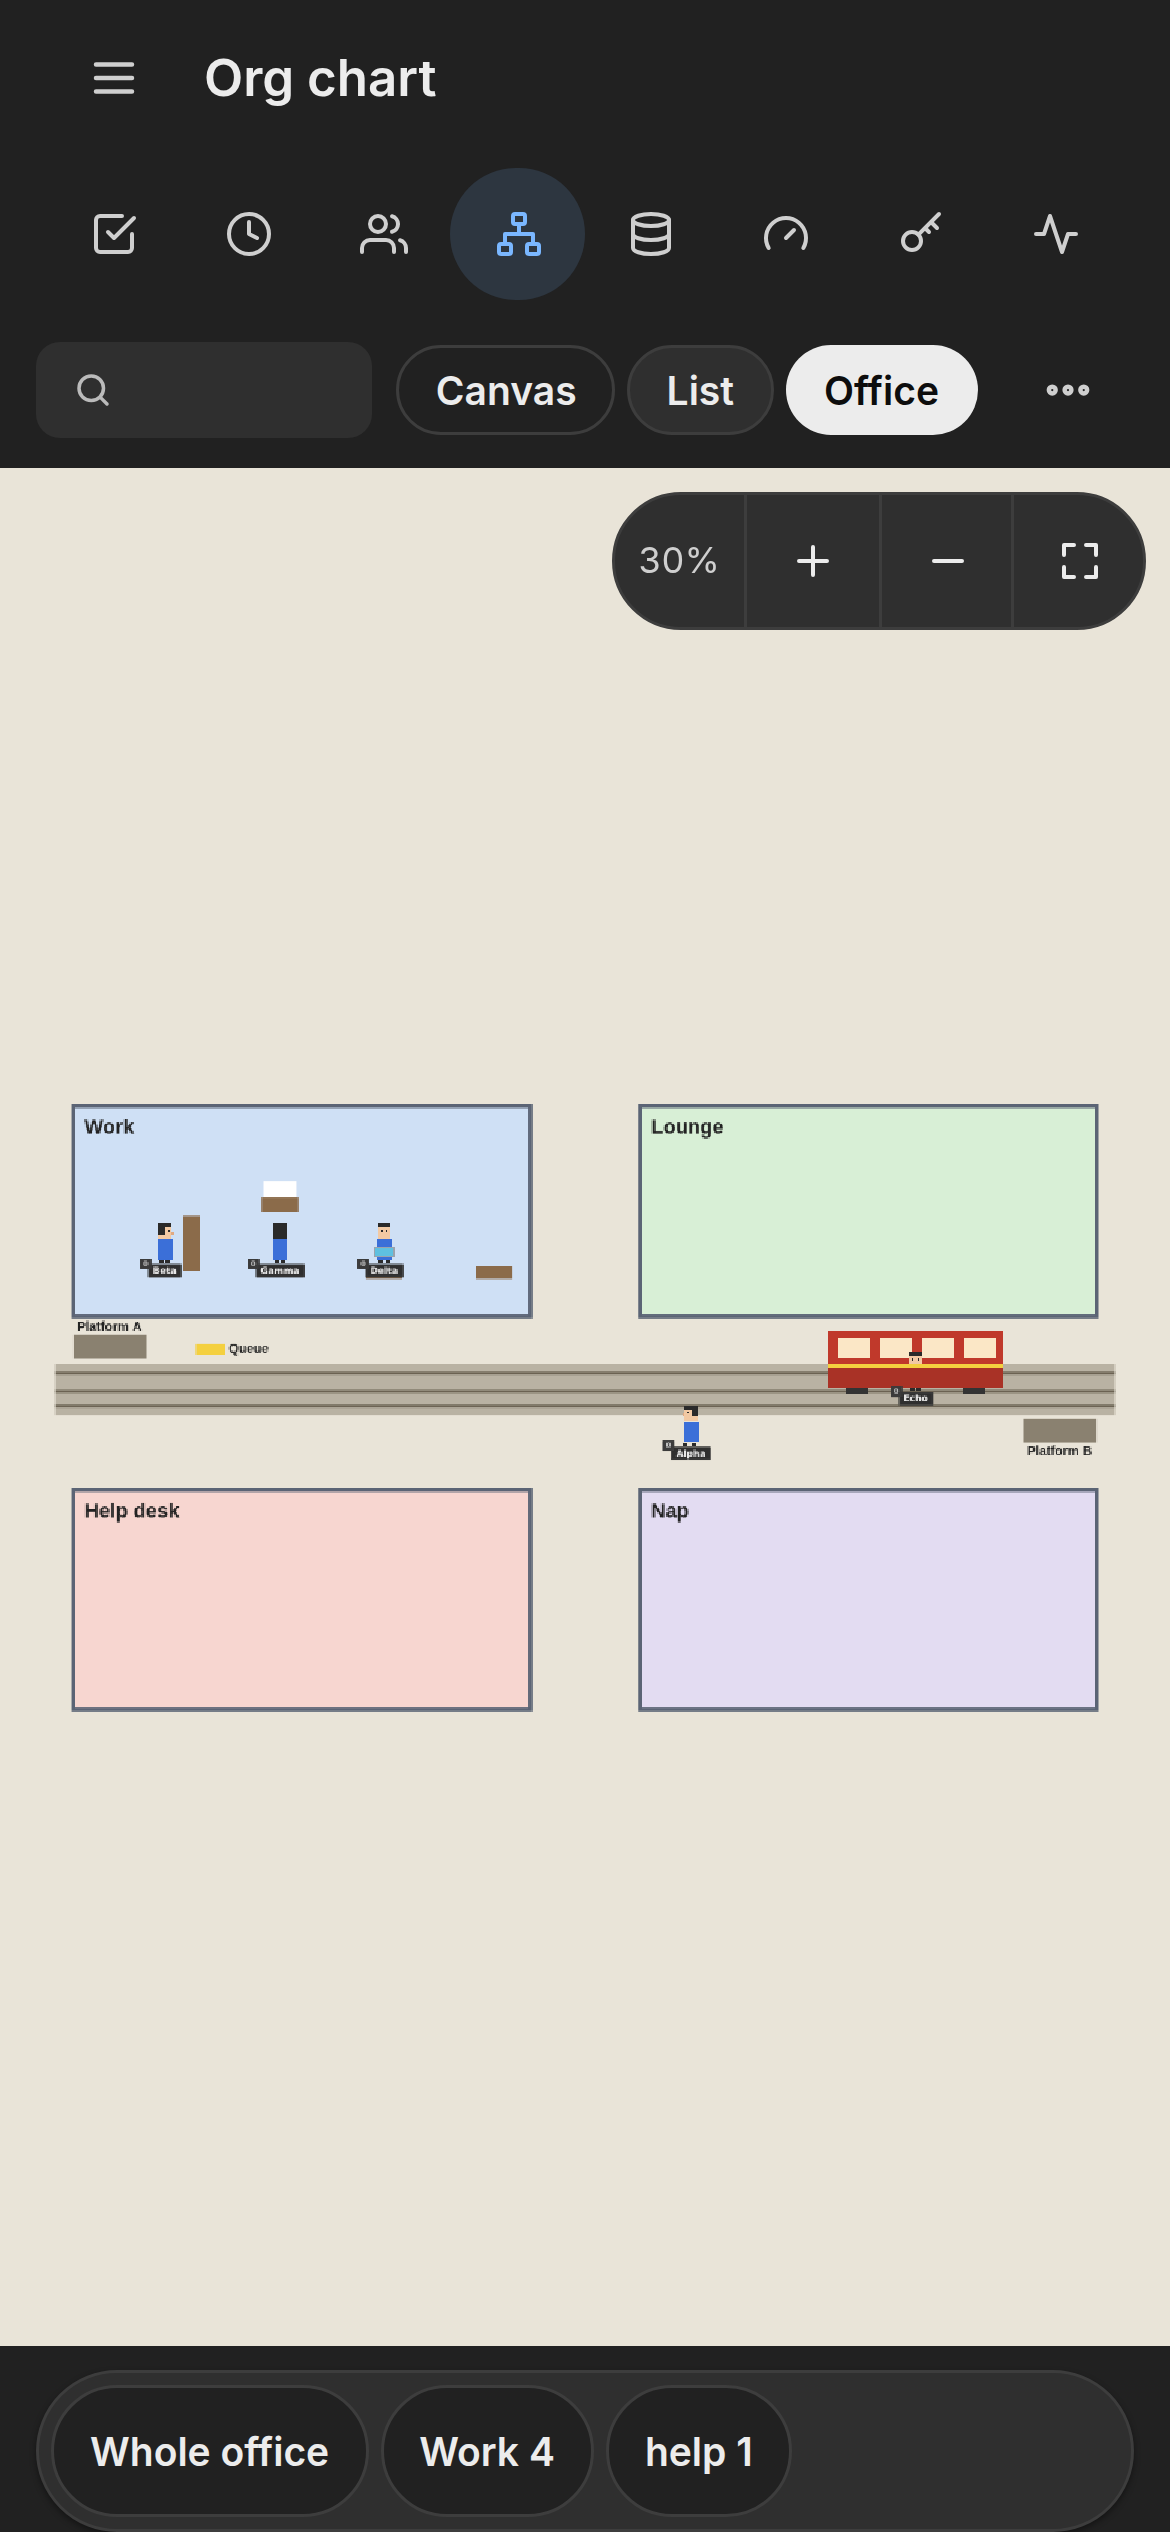 Org chart
Canvas
List
Office
30%
Work
Lounge
Beta
Gamma
Delta
Platform A
Queue
Echo
Alpha
Platform B
Help desk
Nap
Whole office
Work 4
help 1